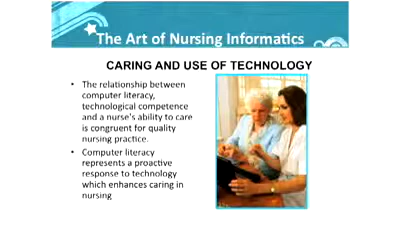 The Art of Nursing Informatics
CARING AND USE OF TECHNOLOGY
• The relationship between
computer literacy,
technological competence
and a nurse's ability to care
is congruent for quality
nursing practice.
• Computer literacy
represents a proactive
response to technology
which enhances caring in
nursing